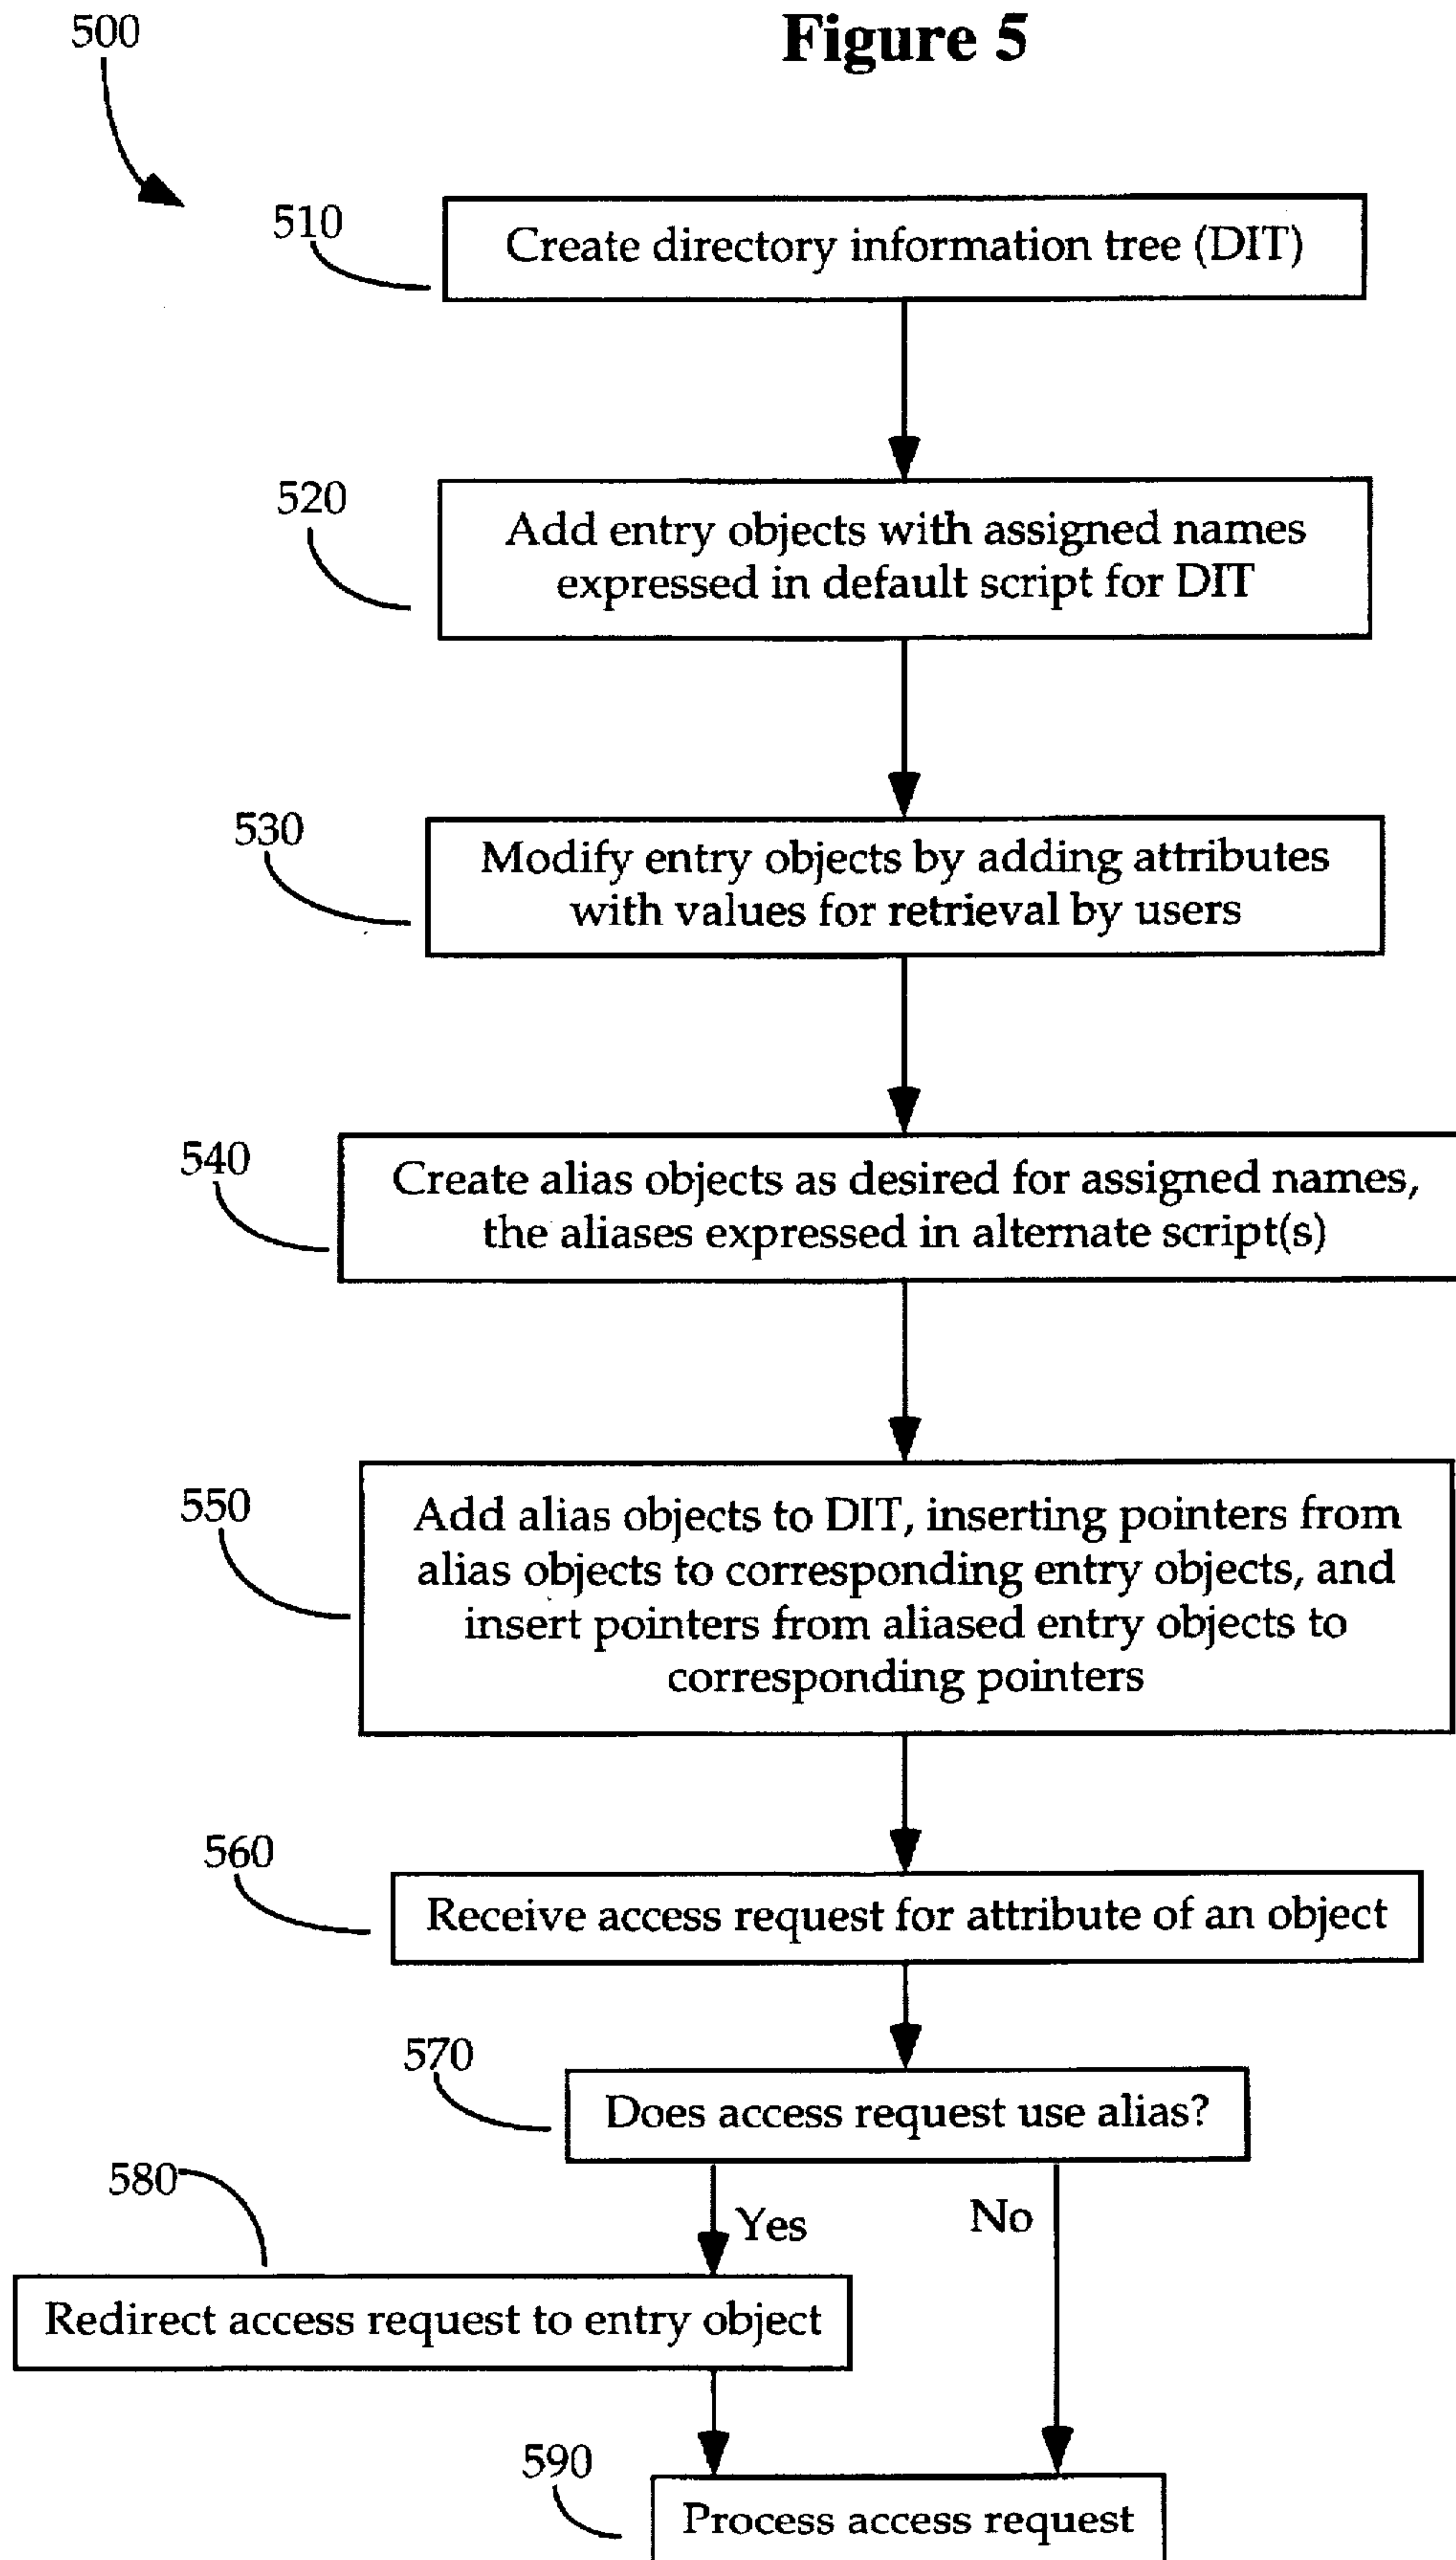 500
Figure 5
510
Create directory information tree (DIT)
520
Add entry objects with assigned names
expressed in default script for DIT
530
Modify entry objects by adding attributes
with values for retrieval by users
540
Create alias objects as desired for assigned names,
the aliases expressed in alternate script(s)
550
Add alias objects to DIT, inserting pointers from
alias objects to corresponding entry objects, and
insert pointers from aliased entry objects to
corresponding pointers
560
Receive access request for attribute of an object
570
Does access request use alias?
580
Yes
No
Redirect access request to entry object
590
Process access request